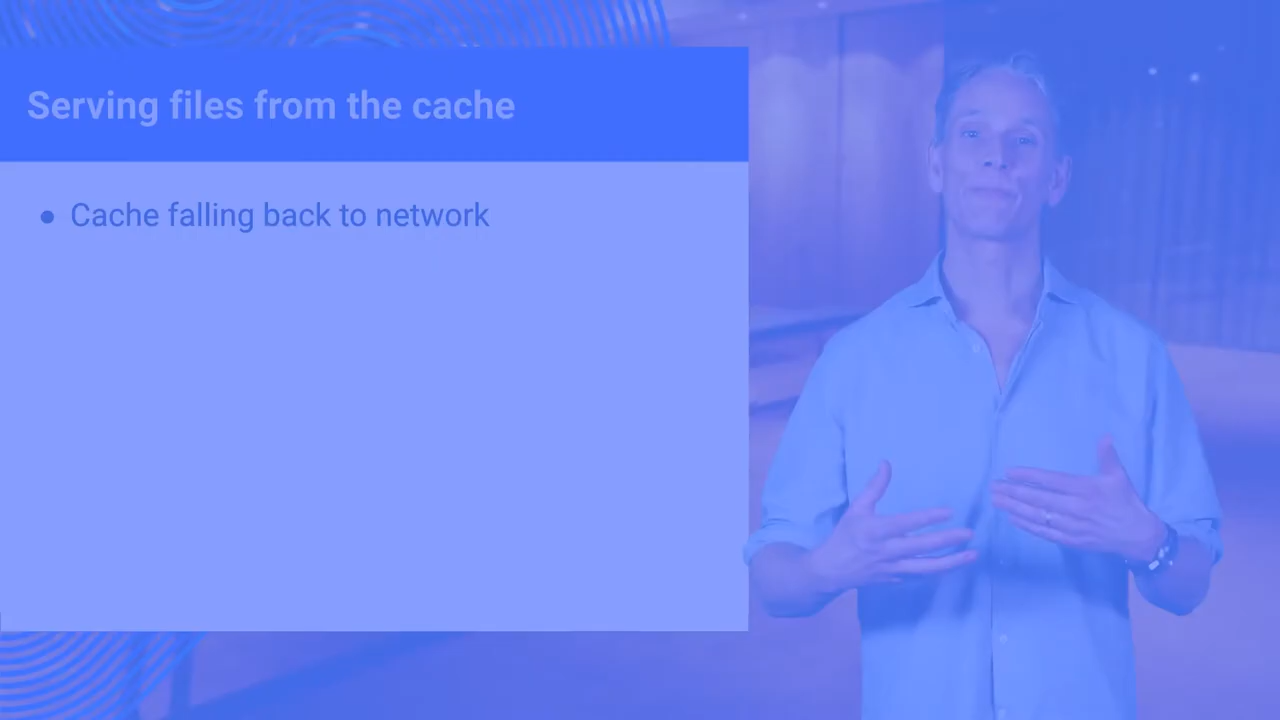 Serving files from the cache
● Cache falling back to network